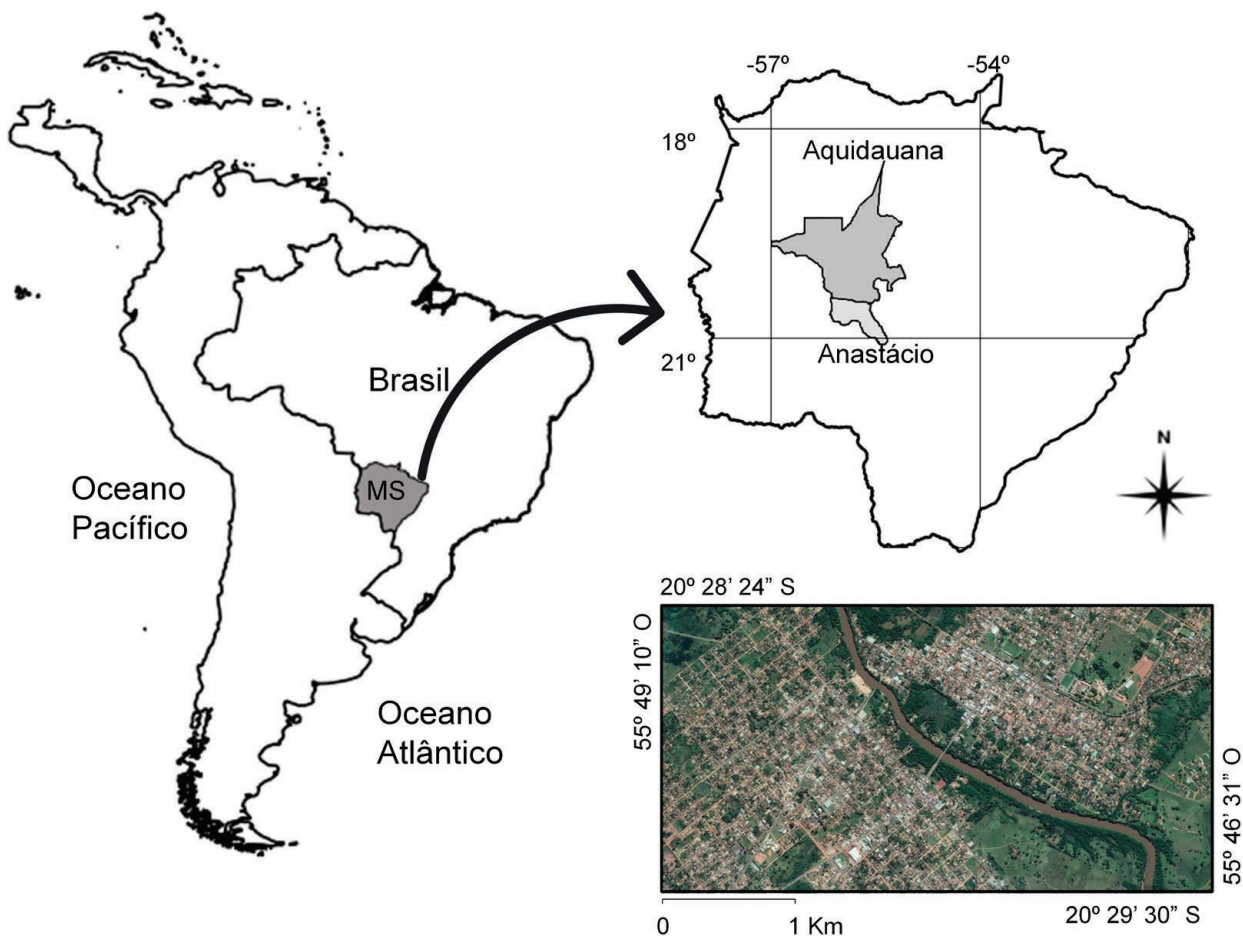 Brasil
MS
Oceano
Pacífico
Oceano
Atlântico
-57º
-54º
18º
Aquidauana
21º
Anastácio
N
20º 28’ 24” S
55º 49’ 10” O
55º 46’ 31” O
0
1 Km
20º 29’ 30” S